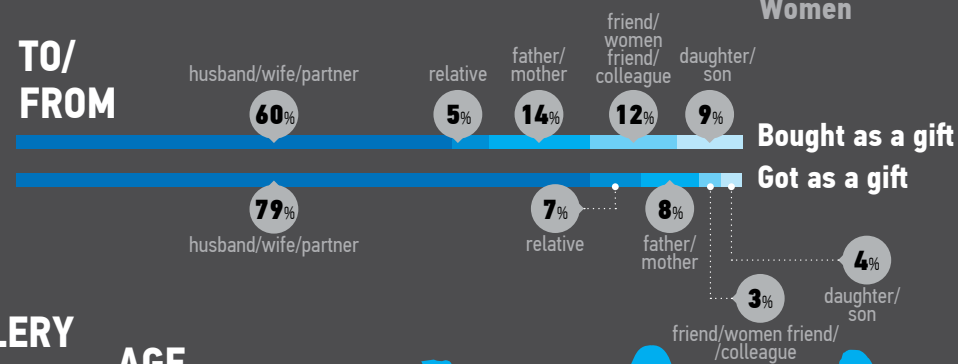 Women
TO/
FROM
husband/wife/partner
relative
father/
mother
friend/
women
friend/
colleague
daughter/
son
60%
5%
14%
12%
9%
Bought as a gift
Got as a gift
79%
7%
8%
husband/wife/partner
relative
father/
mother
4%
daughter/
son
3%
friend/women friend/
/colleague
LERY
AGE